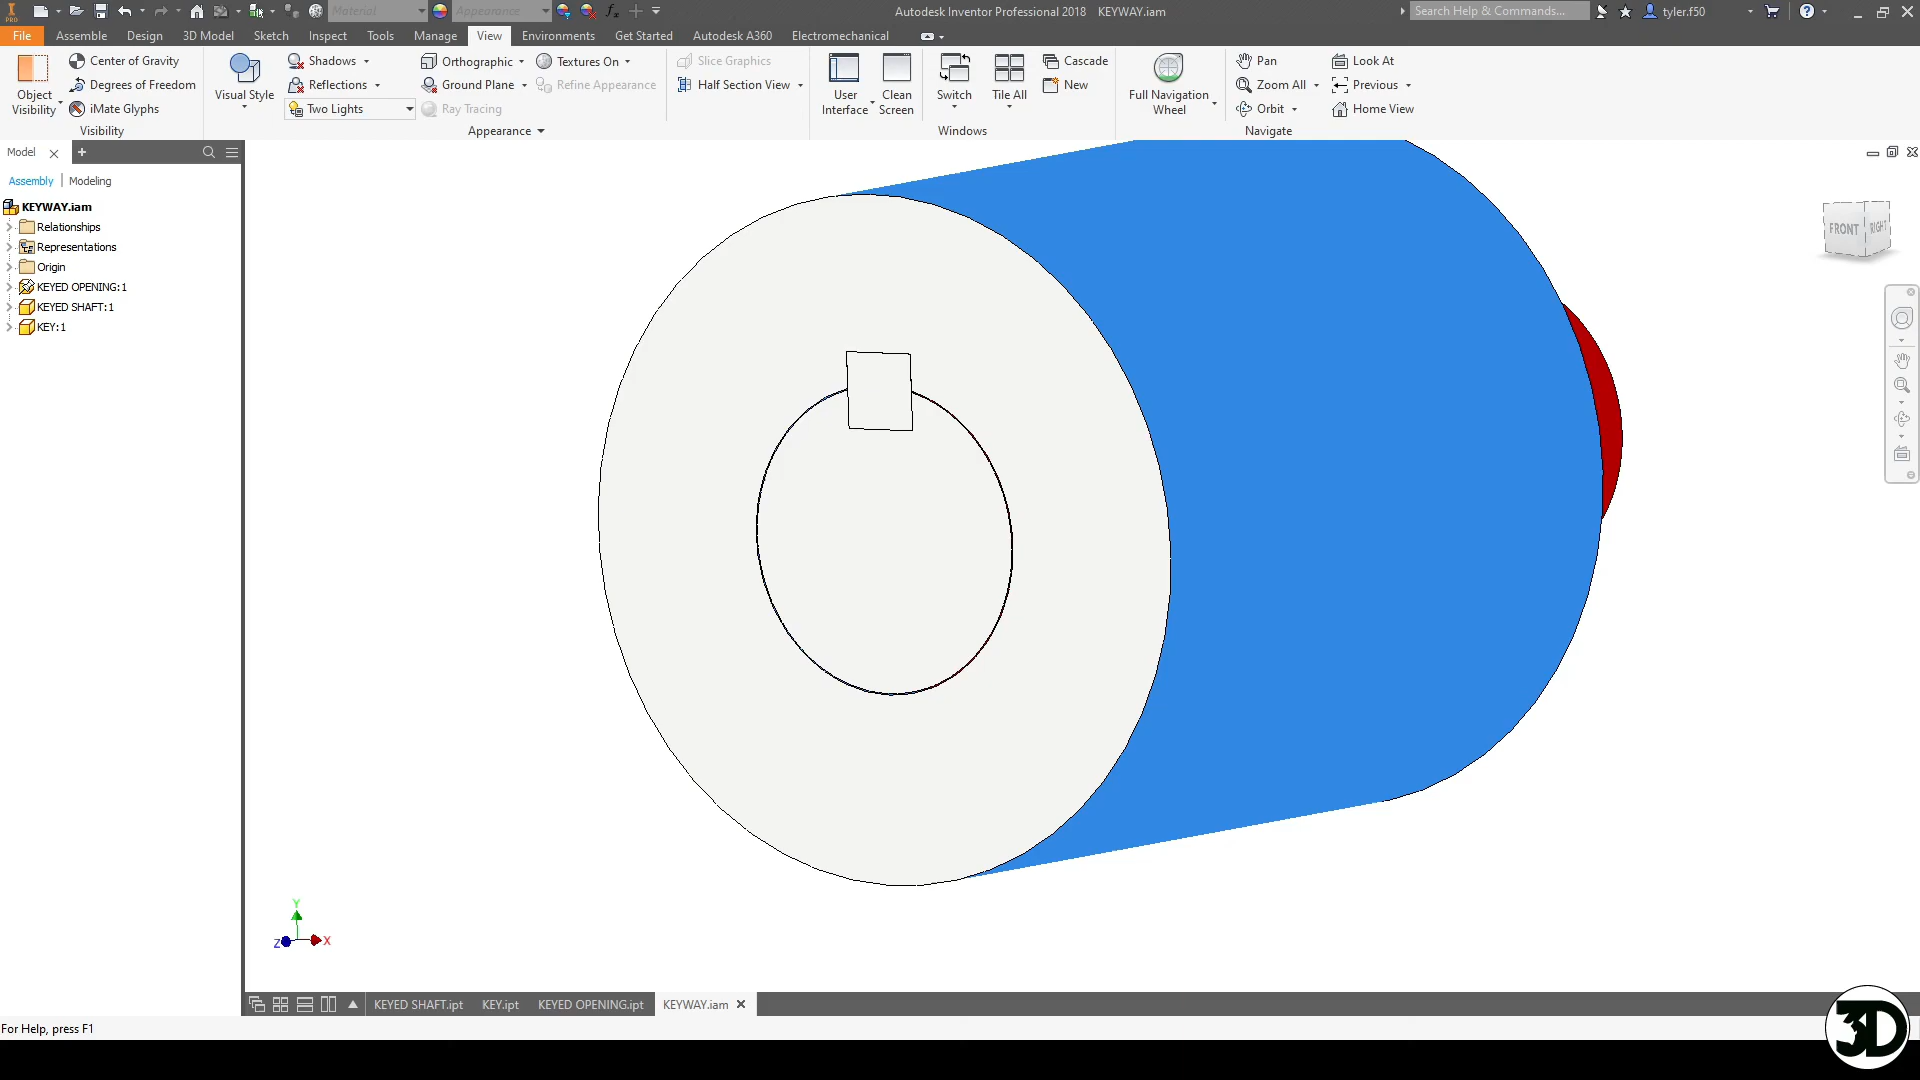 Material
Appearance
Autodesk Inventor Professional 2018 KEYWAY.iam
Search Help & Commands...
tyler.f50
File Assemble Design 3D Model Sketch Inspect Tools Manage View Environments Get Started Autodesk A360 Electromechanical
Object Visibility
Center of Gravity
Degrees of Freedom
iMate Glyphs
Visibility
Visual Style
Shadows
Reflections
Two Lights
Orthographic
Ground Plane
Ray Tracing
Textures On
Refine Appearance
Appearance
Slice Graphics
Half Section View
User Interface
Clean Screen
Switch
Tile All
Cascade
New
Windows
Full Navigation Wheel
Pan
Zoom All
Orbit
Look At
Previous
Home View
Navigate
Model
Assembly Modeling
KEYWAY.iam
Relationships
Representations
Origin
KEYED OPENING:1
KEYED SHAFT:1
KEY:1
FRONT RIGHT
Y
Z X
KEYED SHAFT.ipt KEY.ipt KEYED OPENING.ipt KEYWAY.iam
For Help, press F1
3D